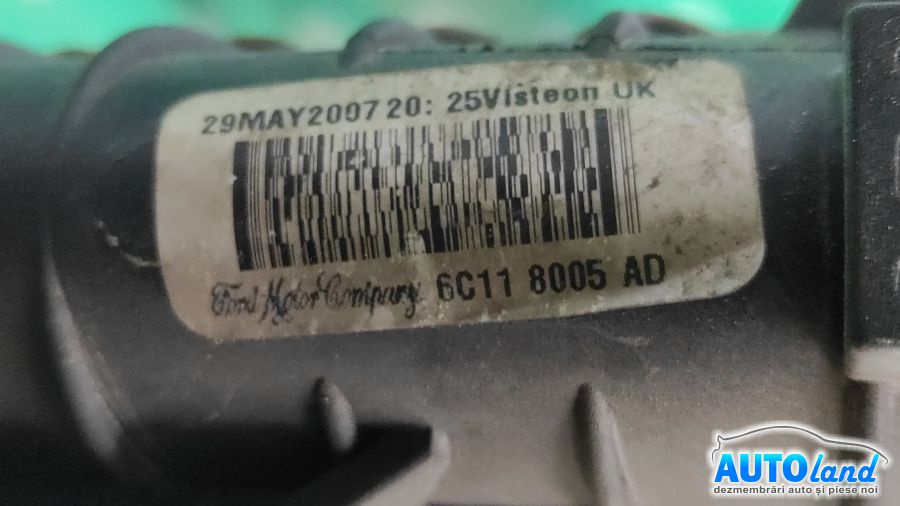 29MAY2007 20: 25Visteon UK
Ford Motor Company 6C11 8005 AD
AUTOland
dezmembrări auto și piese noi